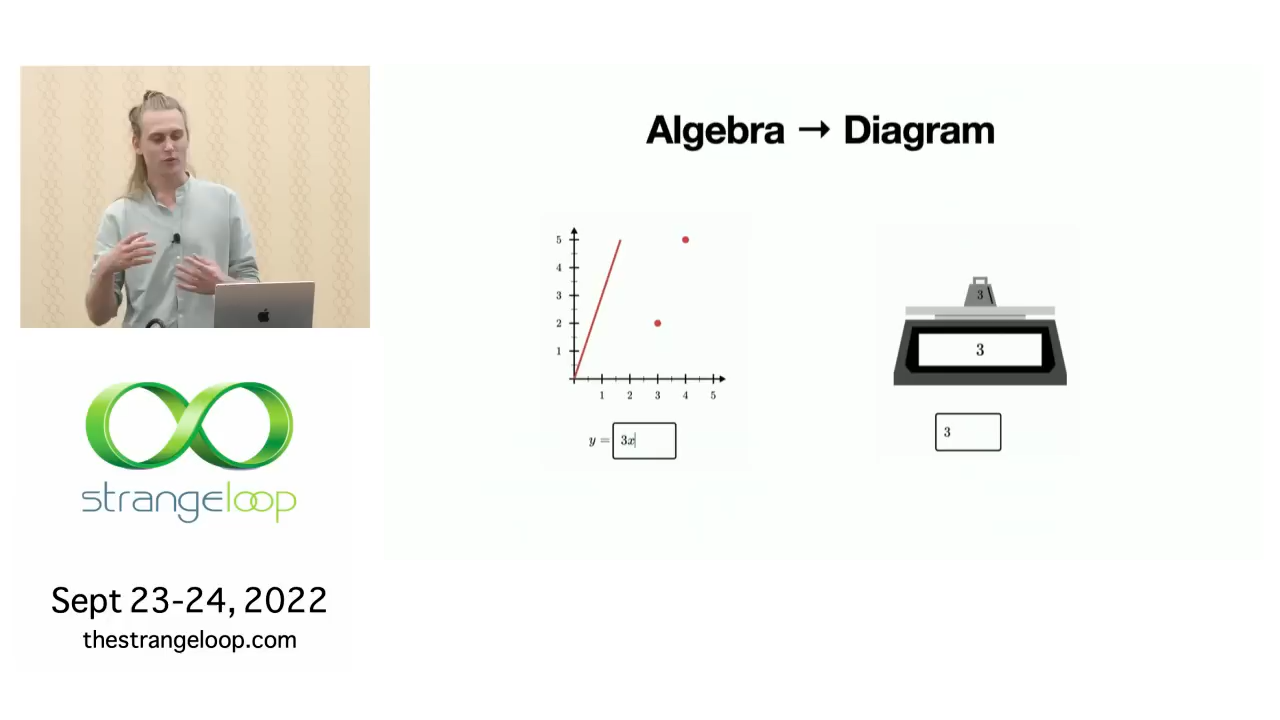 Algebra → Diagram
5
4
3
2
1
1 2 3 4 5
y = 3x
3
3
3
strangeloop
Sept 23-24, 2022
thestrangeloop.com